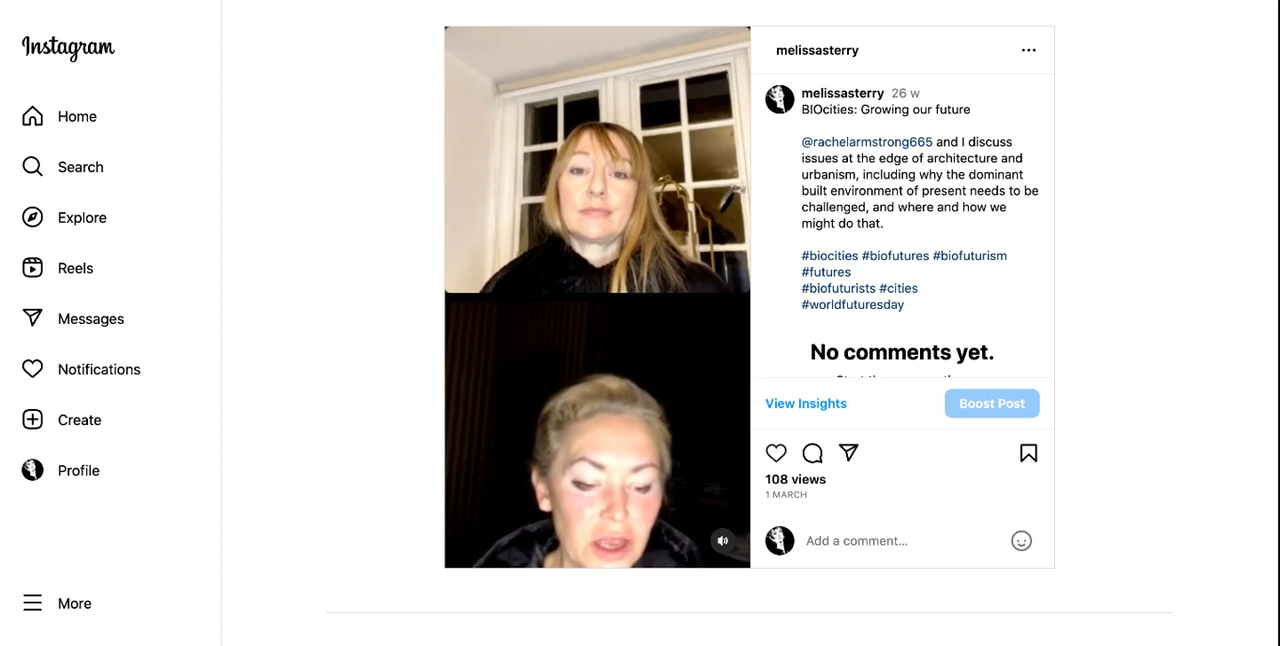 Instagram
Home
Search
Explore
Reels
Messages
Notifications
Create
Profile
More
melissasterry
melissasterry 26 w
BIOcities: Growing our future
@rachelarmstrong665 and I discuss
issues at the edge of architecture and
urbanism, including why the dominant
built environment of present needs to be
challenged, and where and how we
might do that.
#biocities #biofutures #biofuturism
#futures
#biofuturists #cities
#worldfuturesday
No comments yet.
View Insights
Boost Post
108 views
1 MARCH
Add a comment...